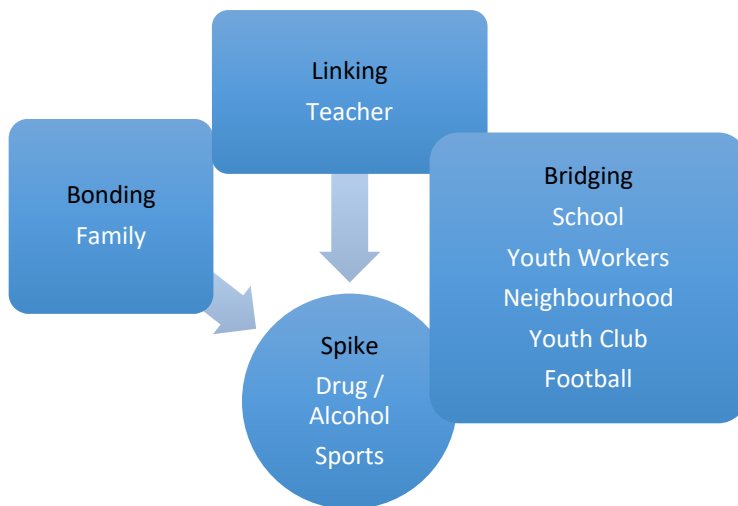 Linking
Teacher
Bonding
Family
Bridging
School
Youth Workers
Neighbourhood
Youth Club
Football
Spike
Drug /
Alcohol
Sports